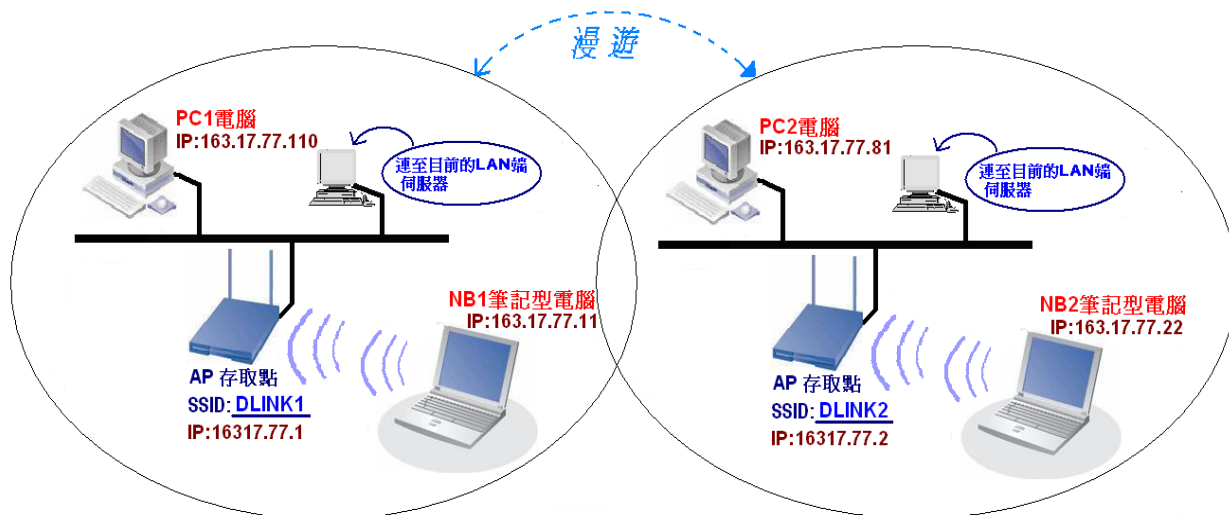 漫遊
PC1電腦
IP:163.17.77.110
連至目前的LAN端
伺服器
NB1筆記型電腦
IP:163.17.77.11
AP 存取點
SSID: DLINK1
IP:16317.77.1
PC2電腦
IP:163.17.77.81
連至目前的LAN端
伺服器
NB2筆記型電腦
IP:163.17.77.22
AP 存取點
SSID: DLINK2
IP:16317.77.2